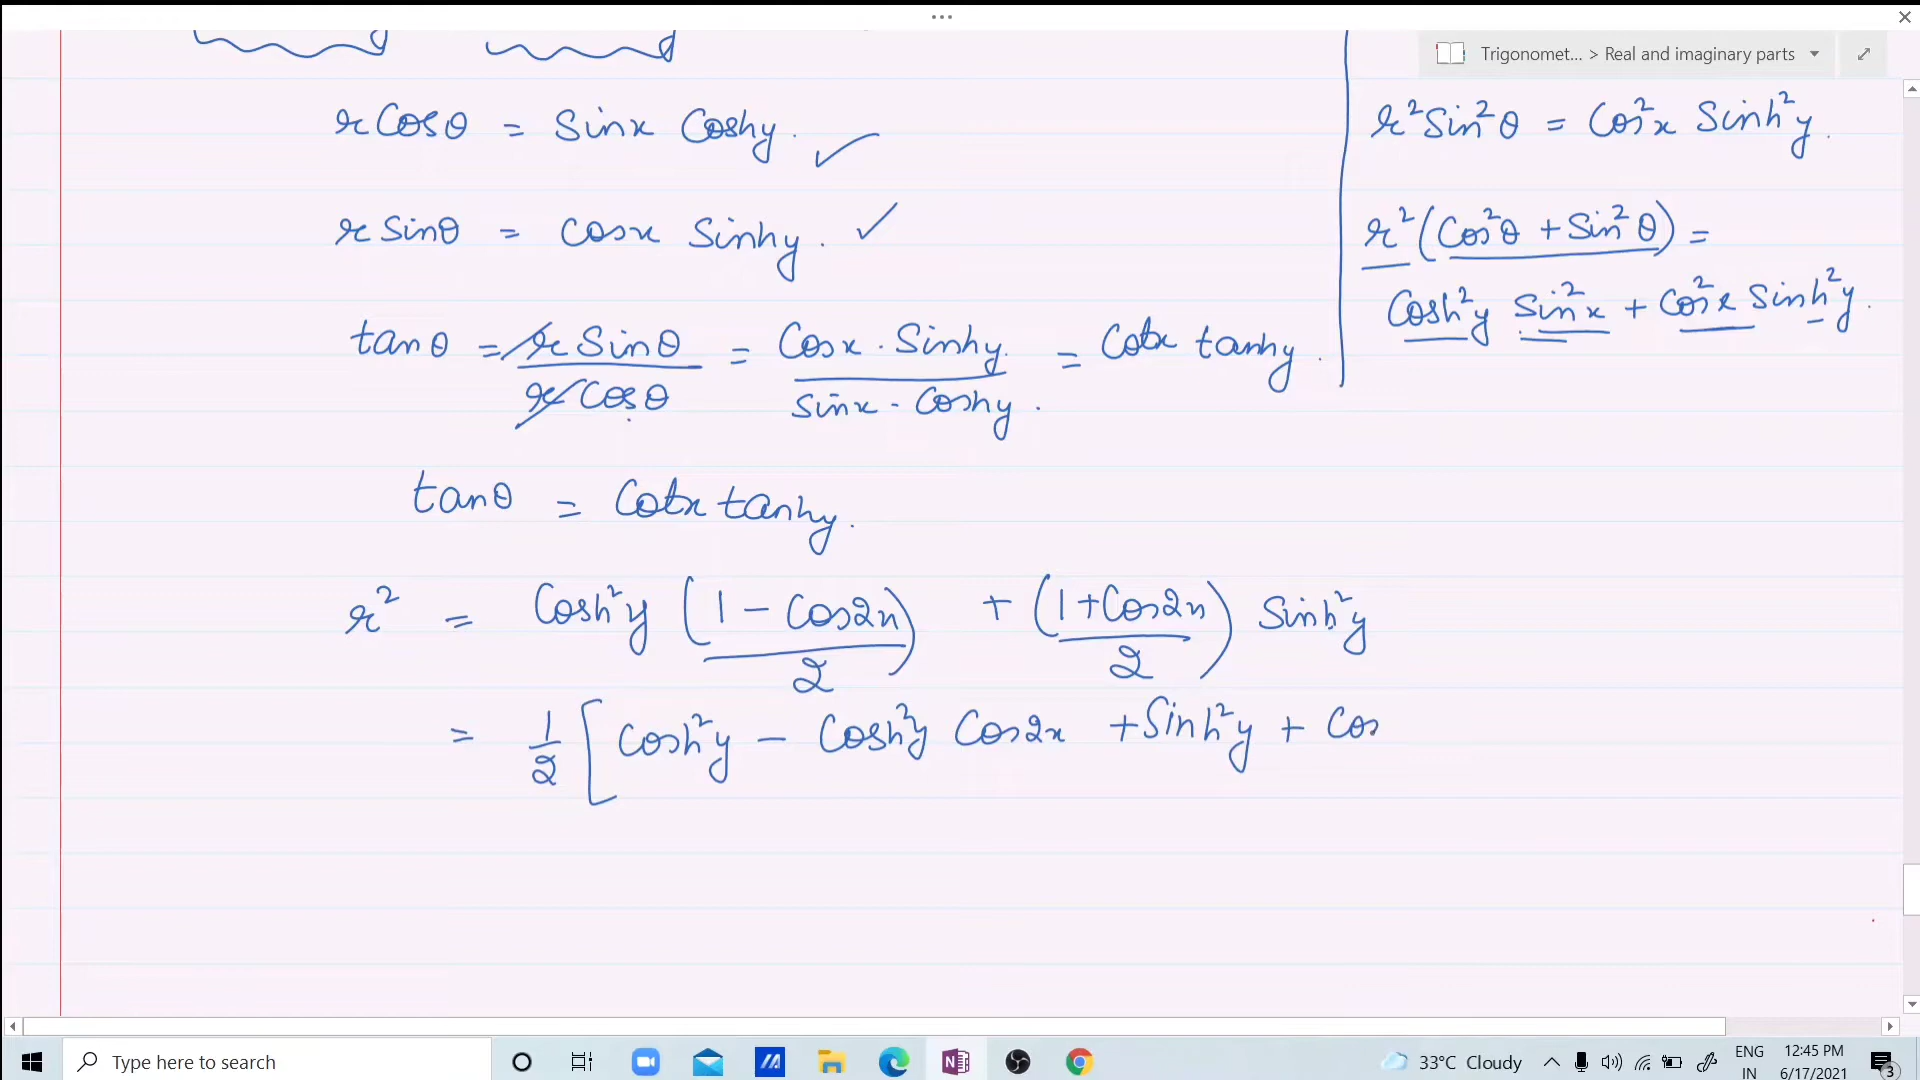 Trigonomet... > Real and imaginary parts
r Cosθ = Sinx Coshy.
r Sinθ = Cosx Sinhy.
tanθ = r Sinθ / r Cosθ = Cosx · Sinhy / Sinx · Coshy. = Cotx tanhy.
r² Sin²θ = Cos²x Sinh²y.
r² (Cos²θ + Sin²θ) =
Cosh²y Sin²x + Cos²x Sinh²y.
tanθ = Cotx tanhy.
r² = Cosh²y (1 - Cos2x / 2) + (1 + Cos2x / 2) Sinh²y
= 1/2 [ Cosh²y - Cosh²y Cos2x + Sinh²y + Cos
Type here to search
33°C Cloudy
ENG
IN
12:45 PM
6/17/2021
3